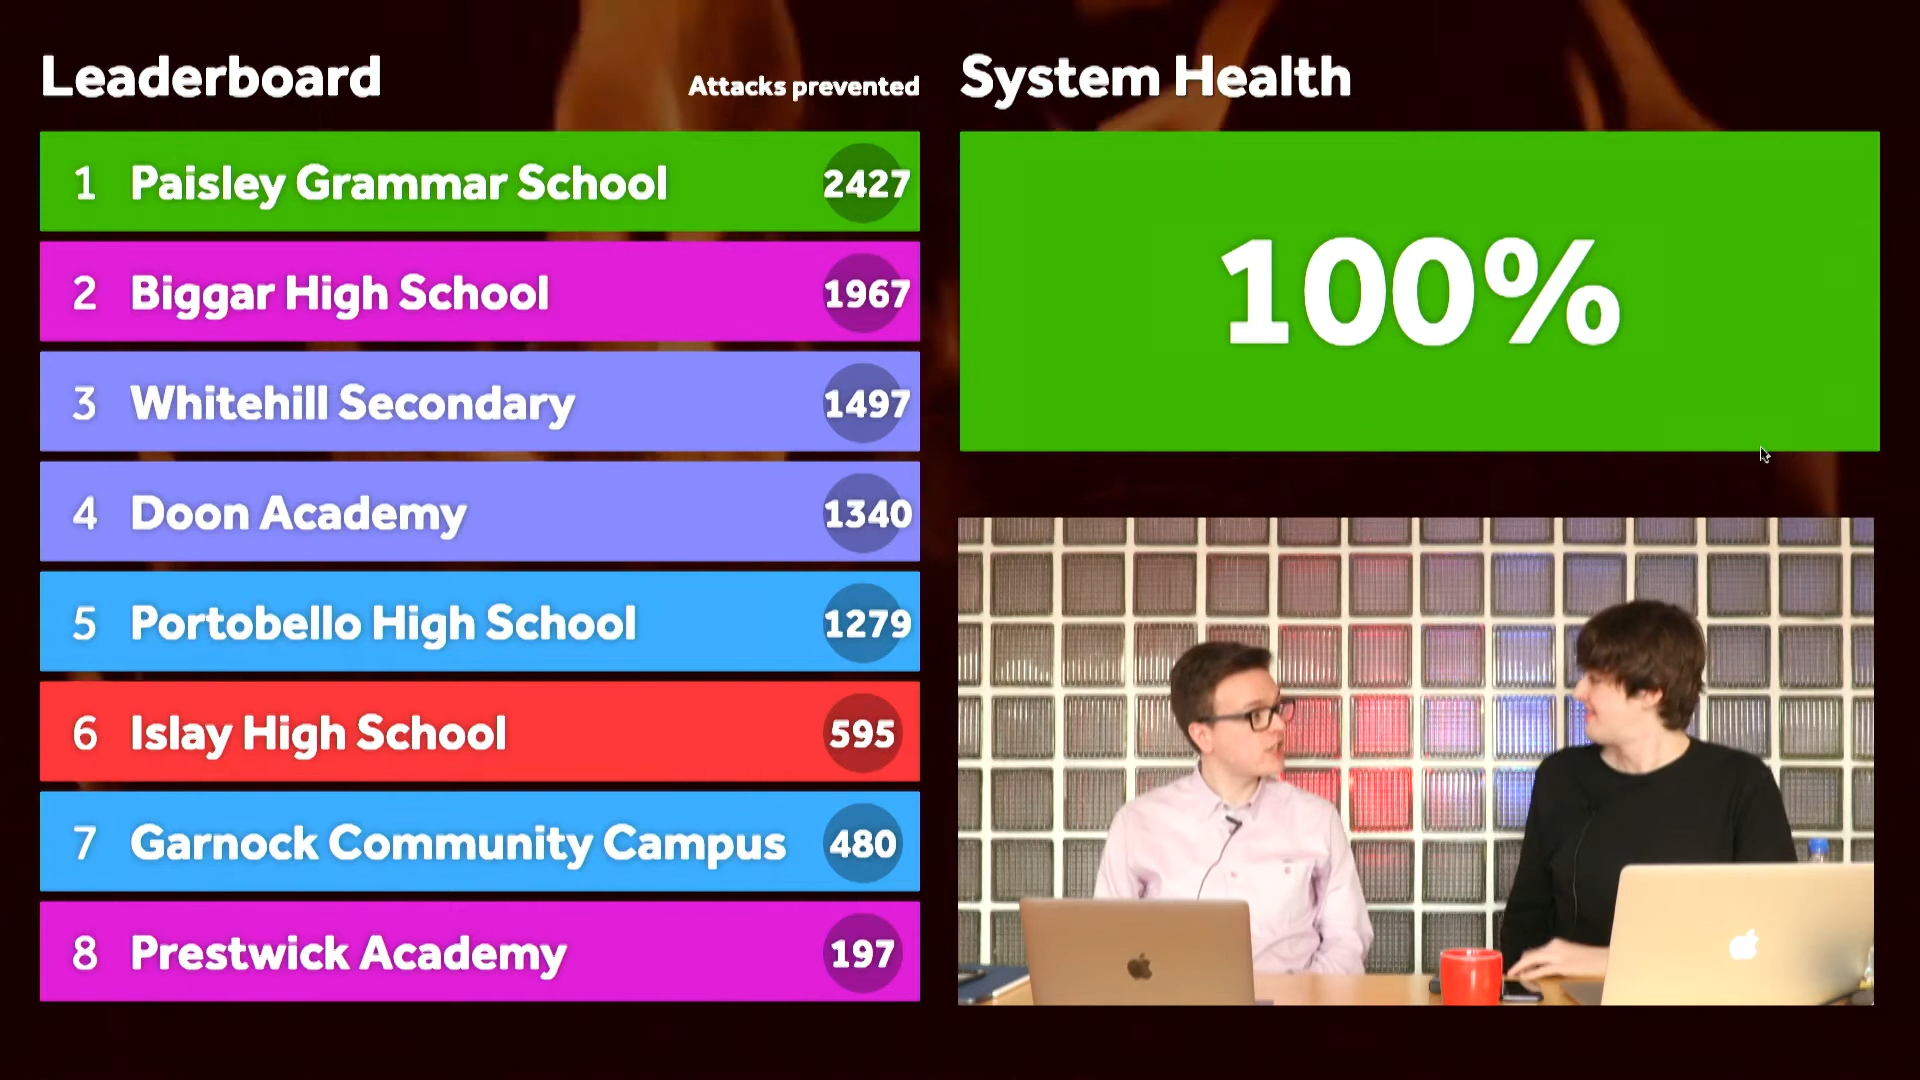 Leaderboard
Attacks prevented
1 Paisley Grammar School 2427
2 Biggar High School 1967
3 Whitehill Secondary 1497
4 Doon Academy 1340
5 Portobello High School 1279
6 Islay High School 595
7 Garnock Community Campus 480
8 Prestwick Academy 197
System Health
100%